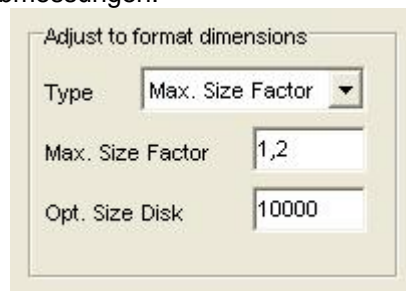 Adjust to format dimensions
Type Max. Size Factor
Max. Size Factor 1,2
Opt. Size Disk 10000